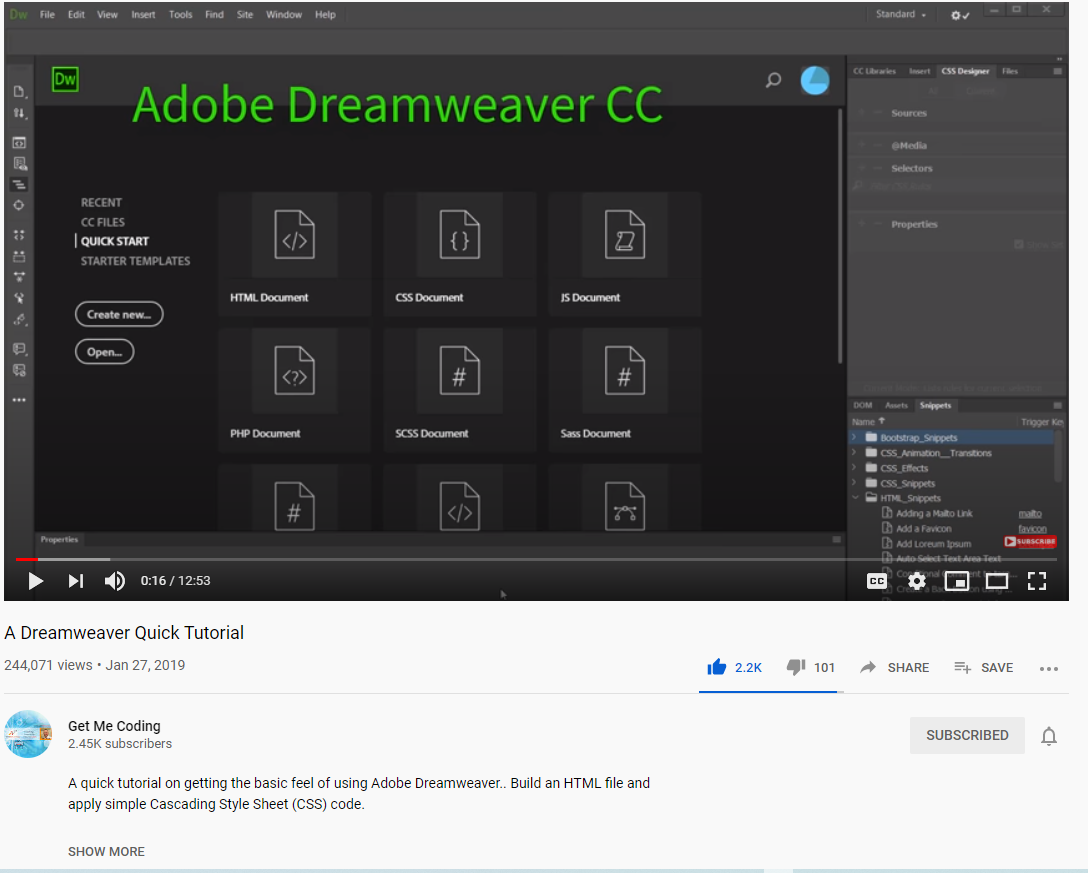 Dw File Edit View Insert Tools Find Site Window Help Standard
Dw
Adobe Dreamweaver CC
RECENT
CC FILES
QUICK START
STARTER TEMPLATES
Create new...
Open...
HTML Document
CSS Document
JS Document
PHP Document
SCSS Document
Sass Document
Properties
CC Libraries Insert CSS Designer Files
All Current
Sources
@Media
Selectors
Properties
DOM Assets Snippets
Name Trigger Key
Bootstrap_Snippets
CSS_Animation__Transitions
CSS_Effects
CSS_Snippets
HTML_Snippets
Adding a Malto Link malto
Add a Favicon favicon
Add Loreum Ipsum
SUBSCRIBE
Auto Select Text Area Text
0:16 / 12:53
CC
A Dreamweaver Quick Tutorial
244,071 views • Jan 27, 2019
2.2K 101 SHARE SAVE
Get Me Coding
2.45K subscribers
SUBSCRIBED
A quick tutorial on getting the basic feel of using Adobe Dreamweaver.. Build an HTML file and
apply simple Cascading Style Sheet (CSS) code.
SHOW MORE